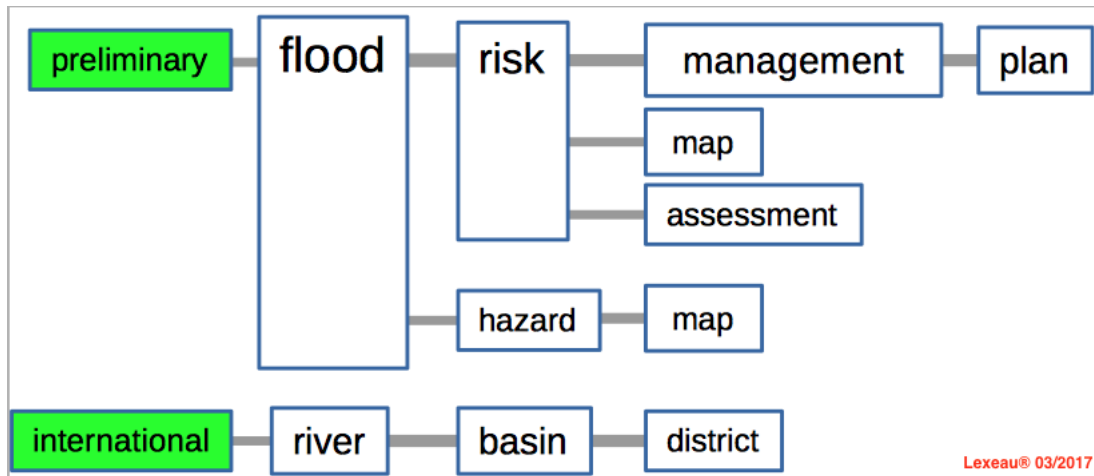 preliminary flood risk management plan
map
assessment
hazard map
international river basin district
Lexeau® 03/2017